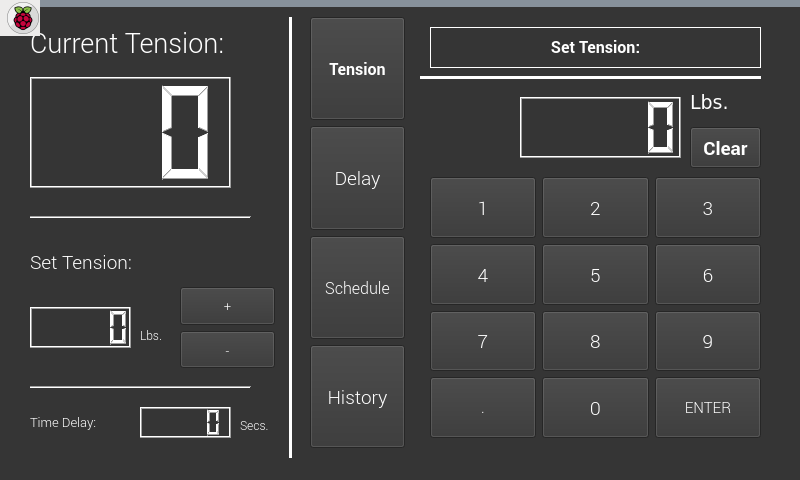 Current Tension:
0
Set Tension:
0 Lbs.
+
-
Time Delay: 0 Secs.
Tension
Delay
Schedule
History
Set Tension:
0 Lbs.
Clear
1 2 3
4 5 6
7 8 9
. 0 ENTER